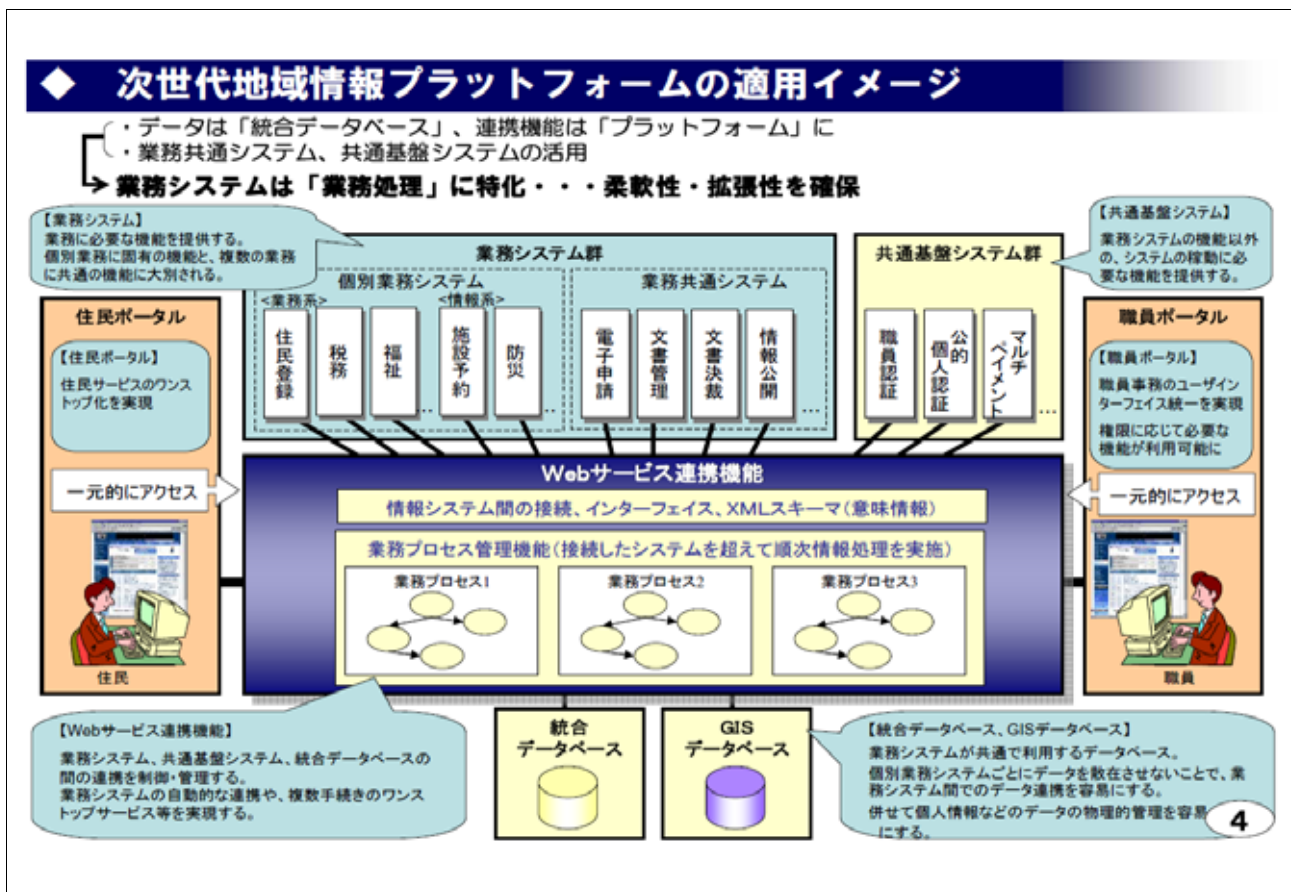 ◆ 次世代地域情報プラットフォームの適用イメージ
・データは「統合データベース」、連携機能は「プラットフォーム」に
・業務共通システム、共通基盤システムの活用
業務システムは「業務処理」に特化・・・柔軟性・拡張性を確保
【業務システム】
業務に必要な機能を提供する。
個別業務に固有の機能と、複数の業務
に共通の機能に大別される。
【共通基盤システム】
業務システムの機能以外
の、システムの稼動に必
要な機能を提供する。
業務システム群
個別業務システム
<業務系>
<情報系>
住民登録
税務
福祉
…
施設予約
防災
‥
業務共通システム
電子申請
文書管理
文書決裁
情報公開
…
共通基盤システム群
職員認証
公的
個人認証
マルチ
ペイメント
…
住民ポータル
【住民ポータル】
住民サービスのワンス
トップ化を実現
一元的にアクセス
住民
職員ポータル
【職員ポータル】
職員事務のユーザイン
ターフェイス統一を実現
権限に応じて必要な
機能が利用可能に
一元的にアクセス
職員
Webサービス連携機能
情報システム間の接続、インターフェイス、XMLスキーマ(意味情報)
業務プロセス管理機能(接続したシステムを超えて順次情報処理を実施)
業務プロセス1
業務プロセス2
業務プロセス3
【Webサービス連携機能】
業務システム、共通基盤システム、統合データベースの
間の連携を制御・管理する。
業務システムの自動的な連携や、複数手続きのワンス
トップサービス等を実現する。
統合
データベース
GIS
データベース
【統合データベース、GISデータベース】
業務システムが共通で利用するデータベース。
個別業務システムごとにデータを散在させないことで、業
務システム間でのデータ連携を容易にする。
併せて個人情報などのデータの物理的管理を容易
にする。
4